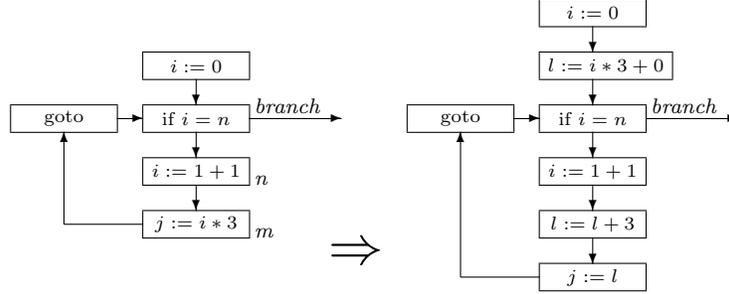 i := 0
goto
if i = n
branch
i := 1 + 1
n
j := i * 3
m
⇒
i := 0
l := i * 3 + 0
goto
if i = n
branch
i := 1 + 1
l := l + 3
j := l